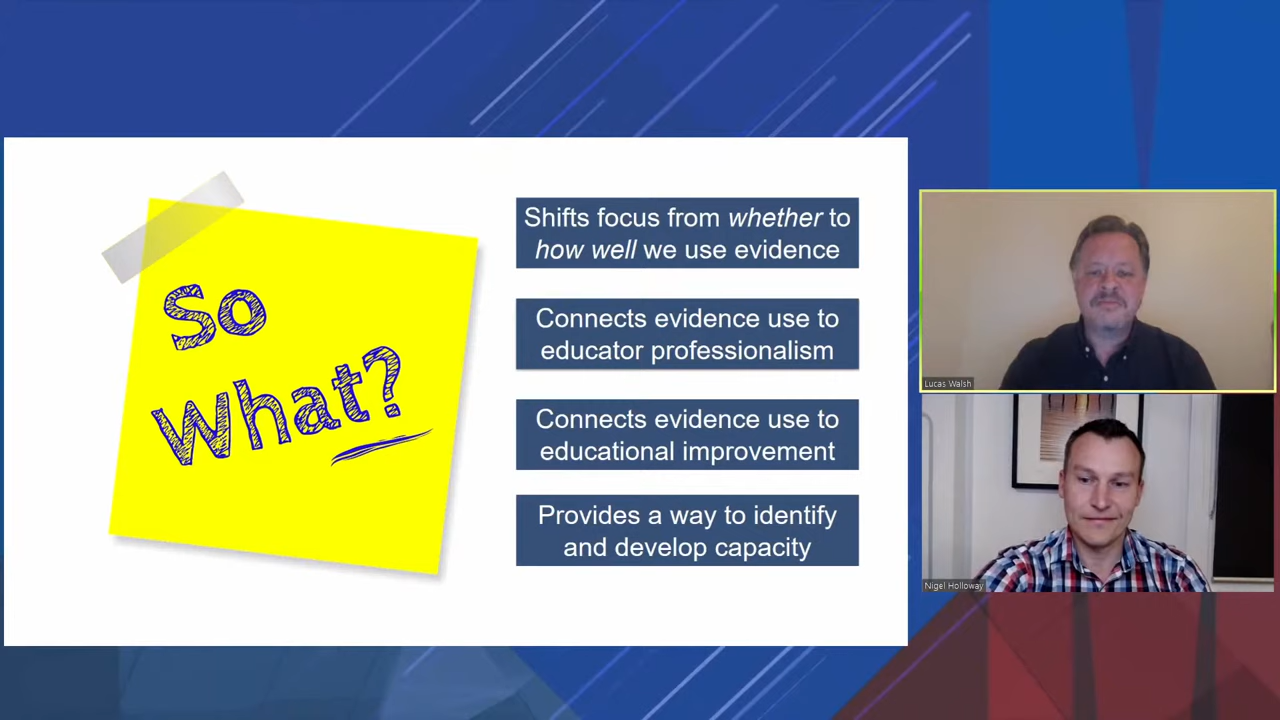 So
What?
Shifts focus from whether to
how well we use evidence
Connects evidence use to
educator professionalism
Connects evidence use to
educational improvement
Provides a way to identify
and develop capacity
Lucas Walsh
Nigel Holloway